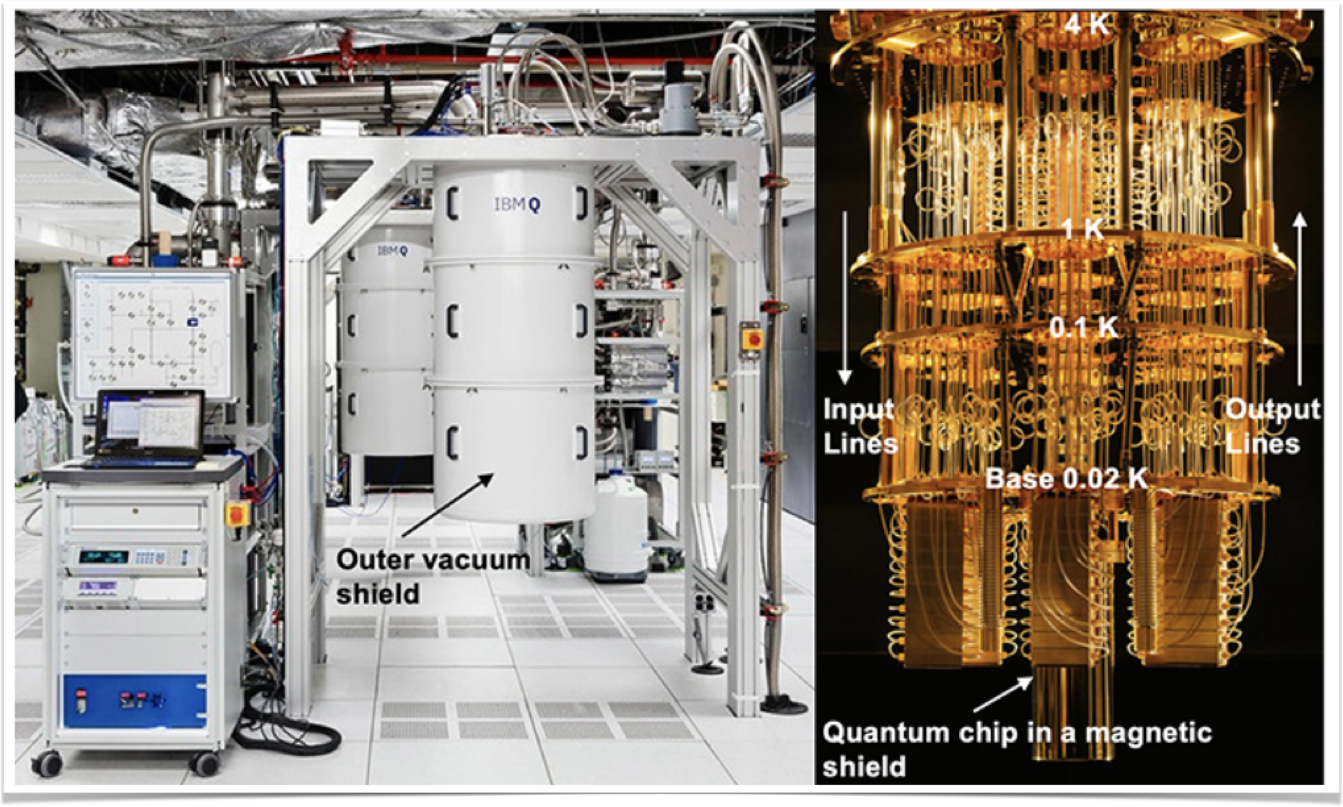 IBM Q
IBM Q
Outer vacuum
shield
4 K
1 K
0.1 K
Input
Lines
Output
Lines
Base 0.02 K
Quantum chip in a magnetic
shield